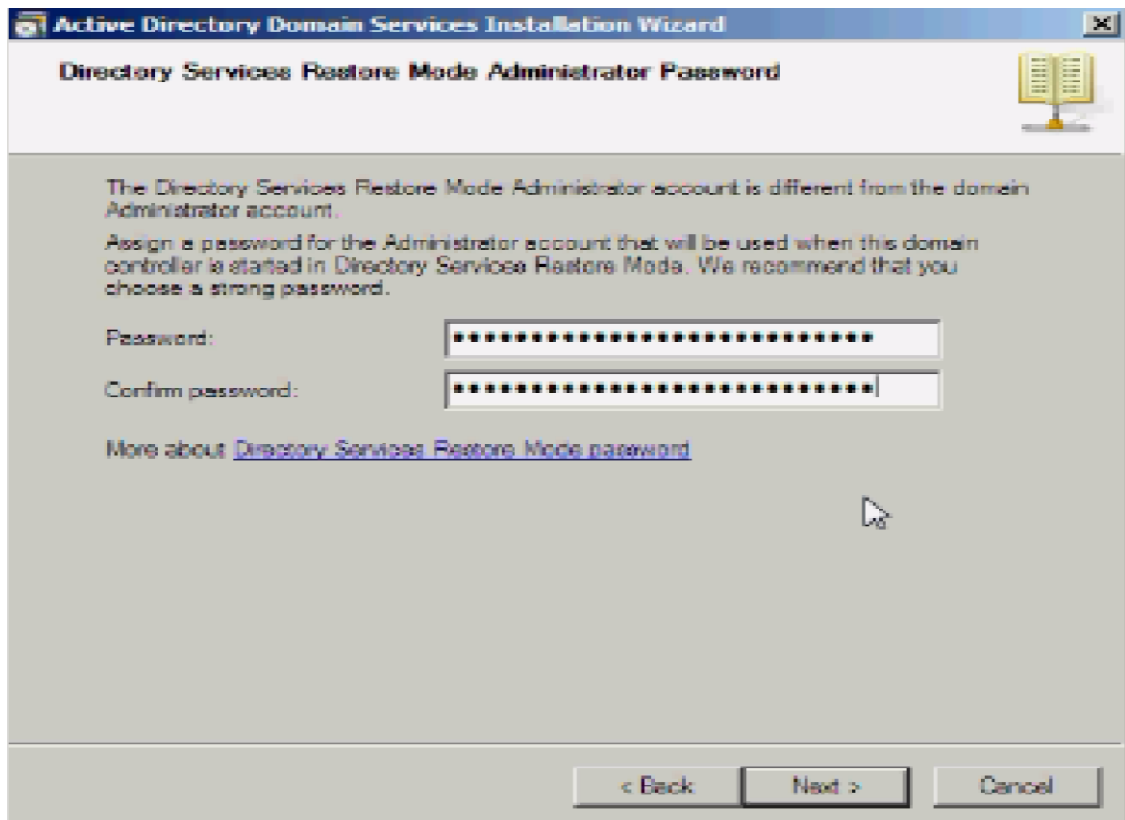 Active Directory Domain Services Installation Wizard
Directory Services Restore Mode Administrator Password
The Directory Services Restore Mode Administrator account is different from the domain
Administrator account.
Assign a password for the Administrator account that will be used when this domain
controller is started in Directory Services Restore Mode. We recommend that you
choose a strong password.
Password:
Confirm password:
More about Directory Services Restore Mode password
< Back
Next >
Cancel